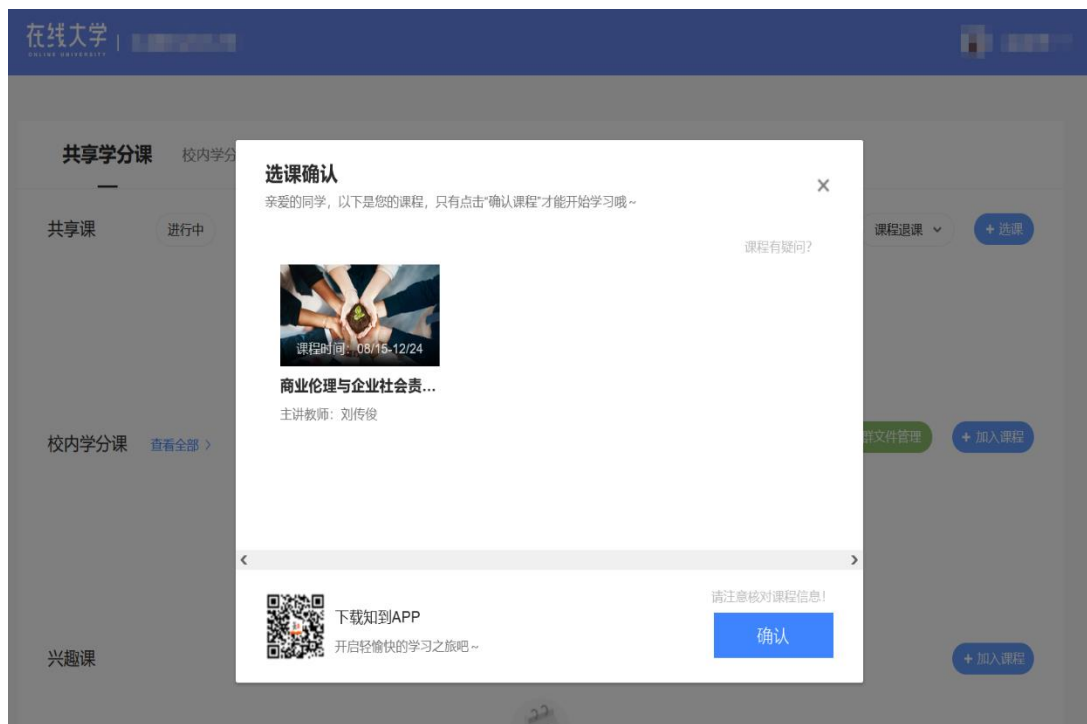 在线大学
ONLINE UNIVERSITY
共享学分课 校内学分
共享课 进行中 课程退课 + 选课
选课确认
亲爱的同学，以下是您的课程，只有点击“确认课程”才能开始学习哦~
课程有疑问?
课程时间：08/15-12/24
商业伦理与企业社会责...
主讲教师：刘传俊
校内学分课 查看全部 > 群文件管理 + 加入课程
下载知到APP
开启轻愉快的学习之旅吧~
请注意核对课程信息!
确认
兴趣课 + 加入课程